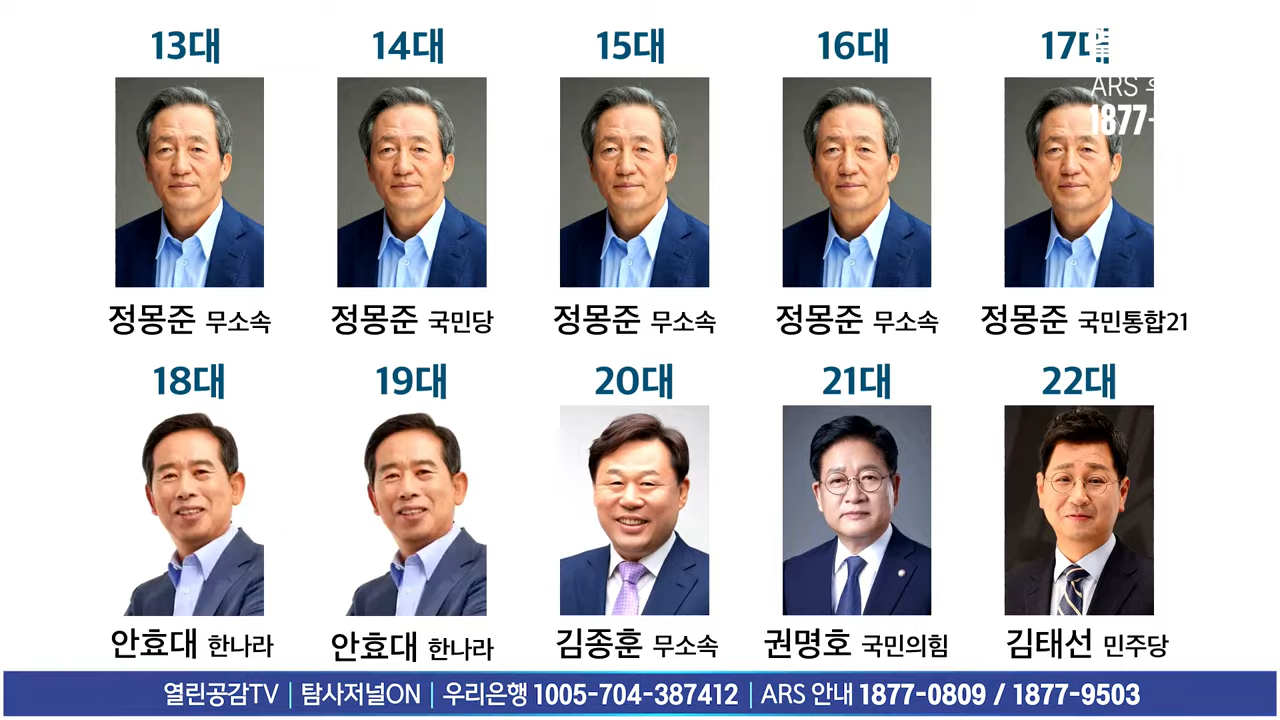 13대 14대 15대 16대 17대
ARS
1877-
정몽준 무소속 정몽준 국민당 정몽준 무소속 정몽준 무소속 정몽준 국민통합21
18대 19대 20대 21대 22대
안효대 한나라 안효대 한나라 김종훈 무소속 권명호 국민의힘 김태선 민주당
열린공감TV | 탐사저널ON | 우리은행 1005-704-387412 | ARS 안내 1877-0809 / 1877-9503